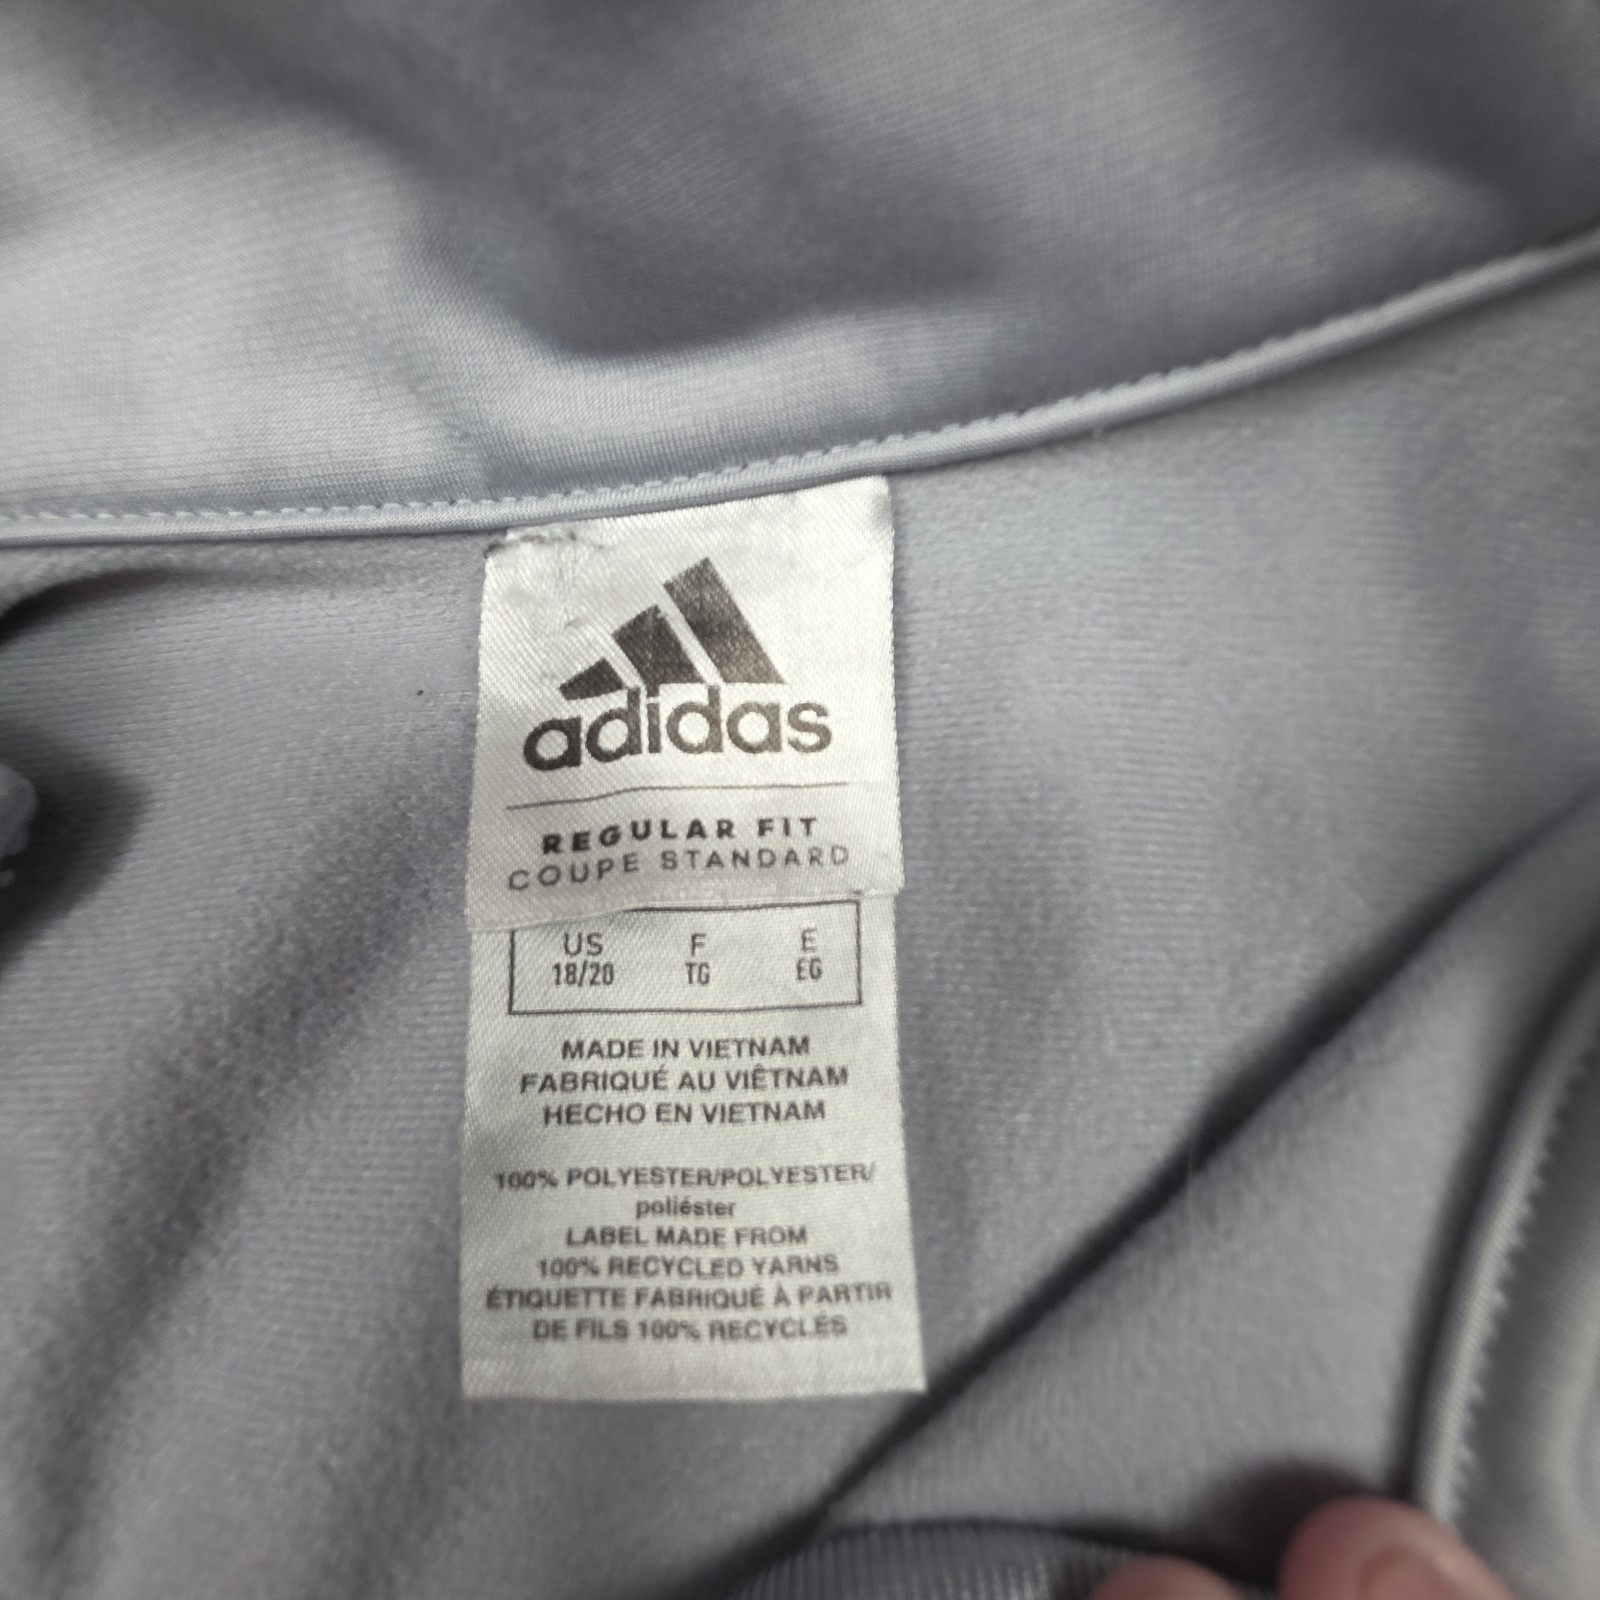 adidas
REGULAR FIT
COUPE STANDARD
US F E
18/20 TG EG
MADE IN VIETNAM
FABRIQUÉ AU VIÊTNAM
HECHO EN VIETNAM
100% POLYESTER/POLYESTER/
poliéster
LABEL MADE FROM
100% RECYCLED YARNS
ÉTIQUETTE FABRIQUÉ À PARTIR
DE FILS 100% RECYCLÉS